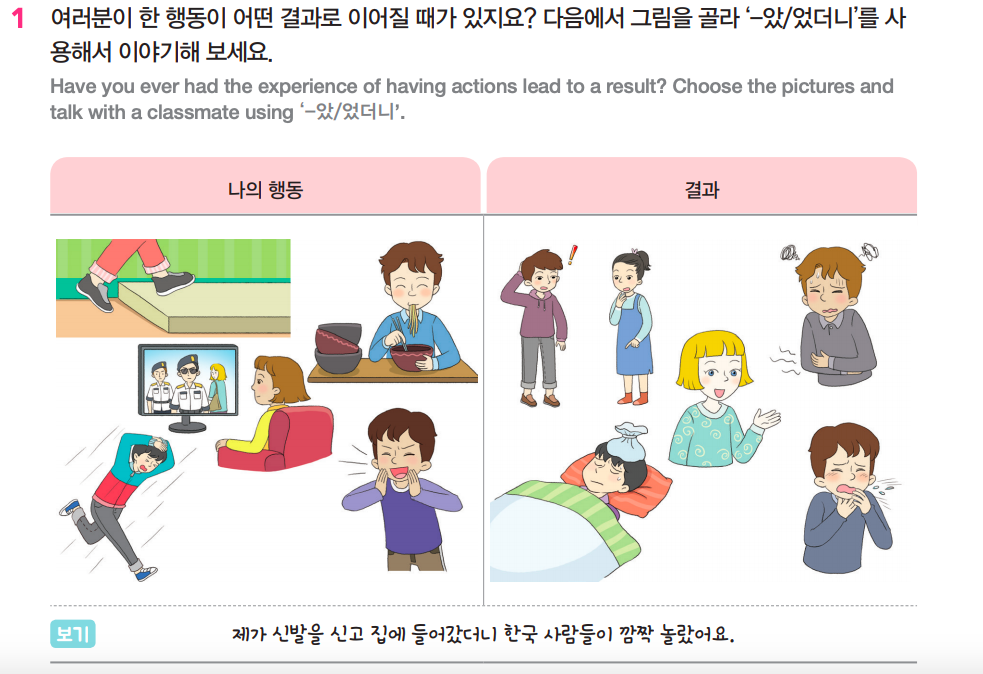 1 여러분이 한 행동이 어떤 결과로 이어질 때가 있지요? 다음에서 그림을 골라 ‘–았/었더니’를 사
용해서 이야기해 보세요.
Have you ever had the experience of having actions lead to a result? Choose the pictures and
talk with a classmate using ‘–았/었더니’.
나의 행동 결과
보기 제가 신발을 신고 집에 들어갔더니 한국 사람들이 깜짝 놀랐어요.